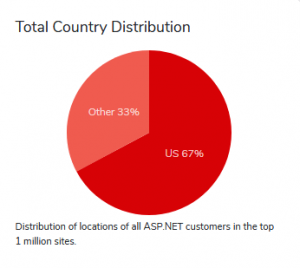 Total Country Distribution
Other 33%
US 67%
Distribution of locations of all ASP.NET customers in the top
1 million sites.